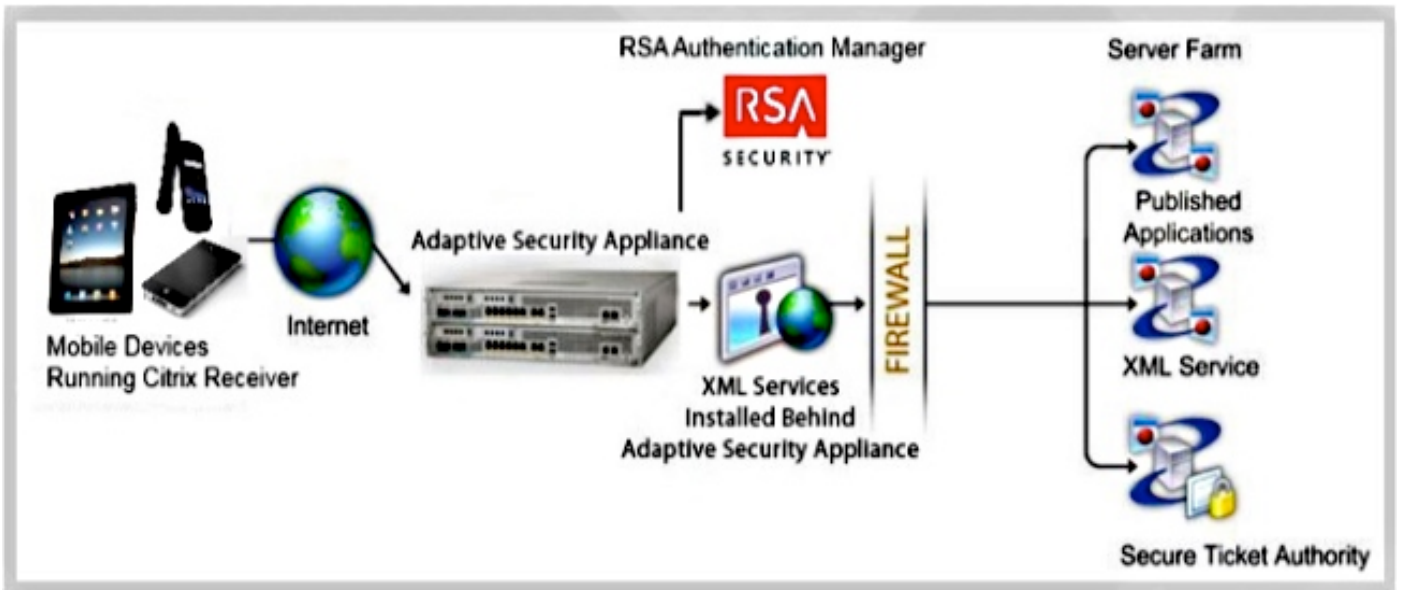 RSA Authentication Manager
Server Farm
RSA
SECURITY
Adaptive Security Appliance
Internet
Mobile Devices
Running Citrix Receiver
XML Services
Installed Behind
Adaptive Security Appliance
FIREWALL
Published
Applications
XML Service
Secure Ticket Authority